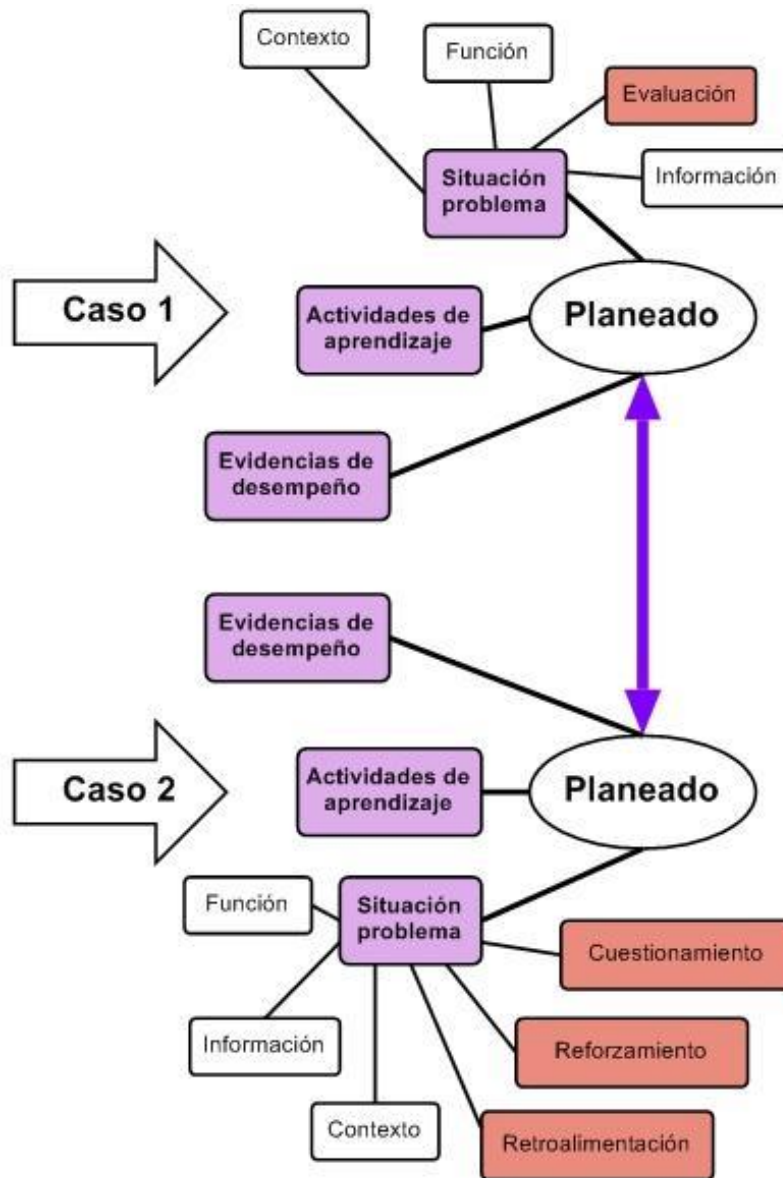 Contexto
Función
Evaluación
Situación
problema
Información
Caso 1
Actividades de
aprendizaje
Planeado
Evidencias de
desempeño
Evidencias de
desempeño
Caso 2
Actividades de
aprendizaje
Planeado
Función
Situación
problema
Cuestionamiento
Información
Reforzamiento
Contexto
Retroalimentación